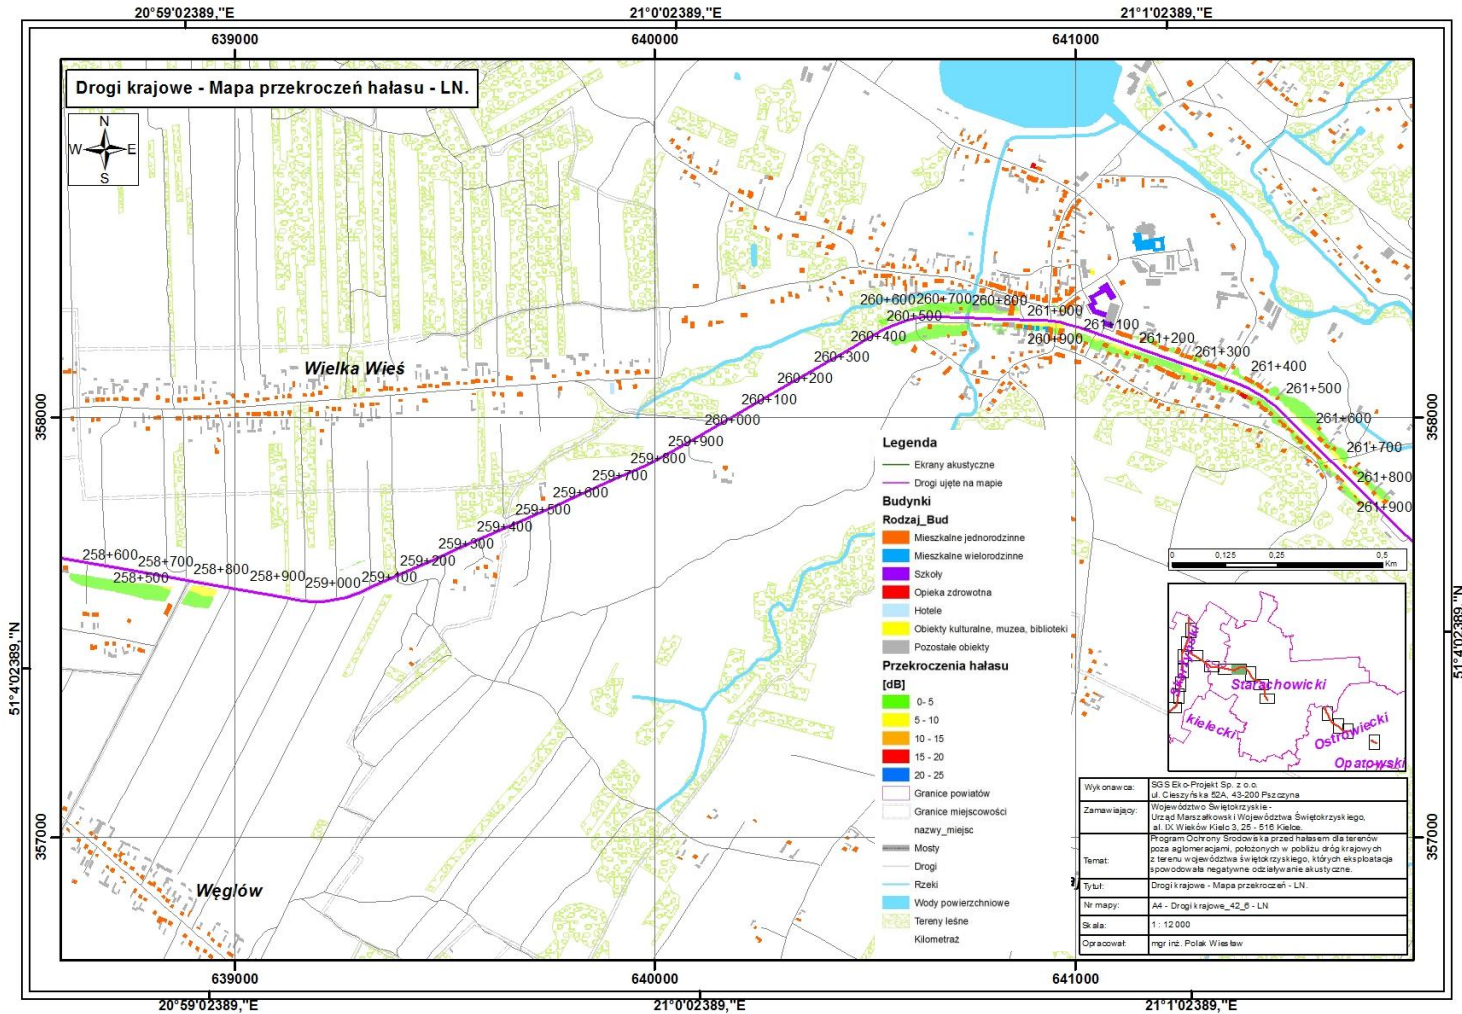 20°59'02389,"E
21°0'02389,"E
21°1'02389,"E
639000
640000
641000
Drogi krajowe - Mapa przekroczeń hałasu - LN.
N
W
E
S
Wielka Wieś
Węglów
358000
357000
51°4'02389,"N
358000
357000
51°4'02389,"N
258+500
258+600
258+700
258+800
258+900
259+000
259+100
259+200
259+300
259+400
259+500
259+600
259+700
259+800
259+900
260+000
260+100
260+200
260+300
260+400
260+500
260+600
260+700
260+800
260+900
261+000
261+100
261+200
261+300
261+400
261+500
261+600
261+700
261+800
261+900
Legenda
Ekrany akustyczne
Drogi ujęte na mapie
Budynki
Rodzaj_Bud
Mieszkalne jednorodzinne
Mieszkalne wielorodzinne
Szkoły
Opieka zdrowotna
Hotele
Obiekty kulturalne, muzea, biblioteki
Pozostałe obiekty
Przekroczenia hałasu
[dB]
0- 5
5 - 10
10 - 15
15 - 20
20 - 25
Granice powiatów
Granice miejscowości
nazwy_miejsc
Mosty
Drogi
Rzeki
Wody powierzchniowe
Tereny leśne
Kilometraż
0 0,125 0,25 0,5
Km
Starachowicki
kielecki
Ostrowiecki
Opatowski
Wykonawca: SGS Eko-Projekt Sp. z o.o.
ul. Cieszyńska 52A, 43-200 Pszczyna
Zamawiający: Województwo Świętokrzyskie -
Urząd Marszałkowski Województwa Świętokrzyskiego,
al. IX Wieków Kielc 3, 25 - 516 Kielce.
Temat: Program Ochrony Środowiska przed hałasem dla terenów
poza aglomeracjami, położonych w pobliżu dróg krajowych
z terenu województwa świętokrzyskiego, których eksploatacja
spowodowała negatywne odziaływanie akustyczne.
Tytuł: Drogi krajowe - Mapa przekroczeń - LN.
Nr mapy: A4 - Drogi krajowe_42_6 - LN
Skala: 1 : 12 000
Opracował: mgr inż. Polak Wiesław
639000
640000
641000
20°59'02389,"E
21°0'02389,"E
21°1'02389,"E